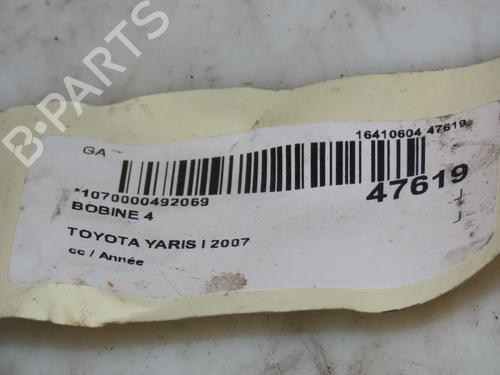 B-PARTS
GA
16410604 47619
*1070000492069
47619
BOBINE 4
TOYOTA YARIS I 2007
cc / Année